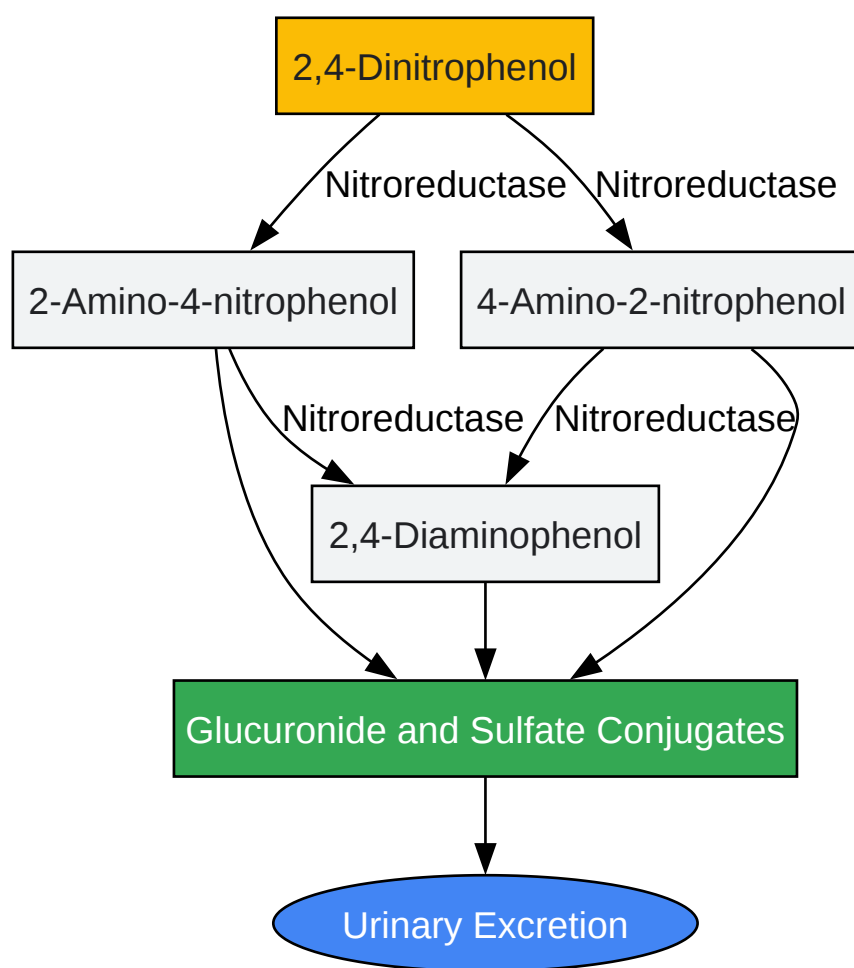 2,4-Dinitrophenol
Nitroreductase
Nitroreductase
2-Amino-4-nitrophenol
4-Amino-2-nitrophenol
Nitroreductase
Nitroreductase
2,4-Diaminophenol
Glucuronide and Sulfate Conjugates
Urinary Excretion